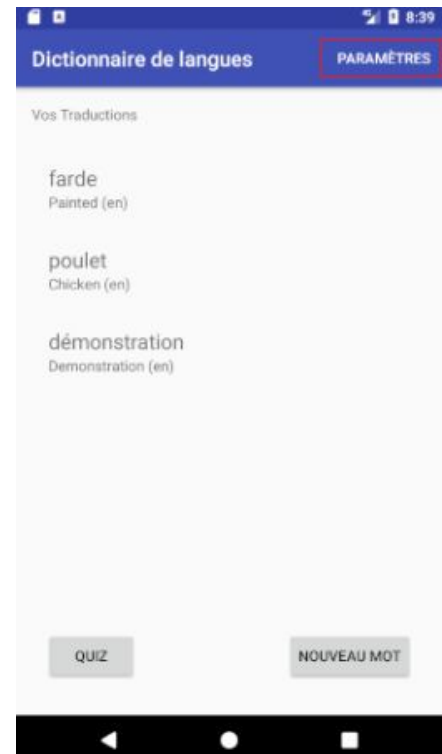 8:39
Dictionnaire de langues PARAMÈTRES
Vos Traductions
farde
Painted (en)
poulet
Chicken (en)
démonstration
Demonstration (en)
QUIZ NOUVEAU MOT